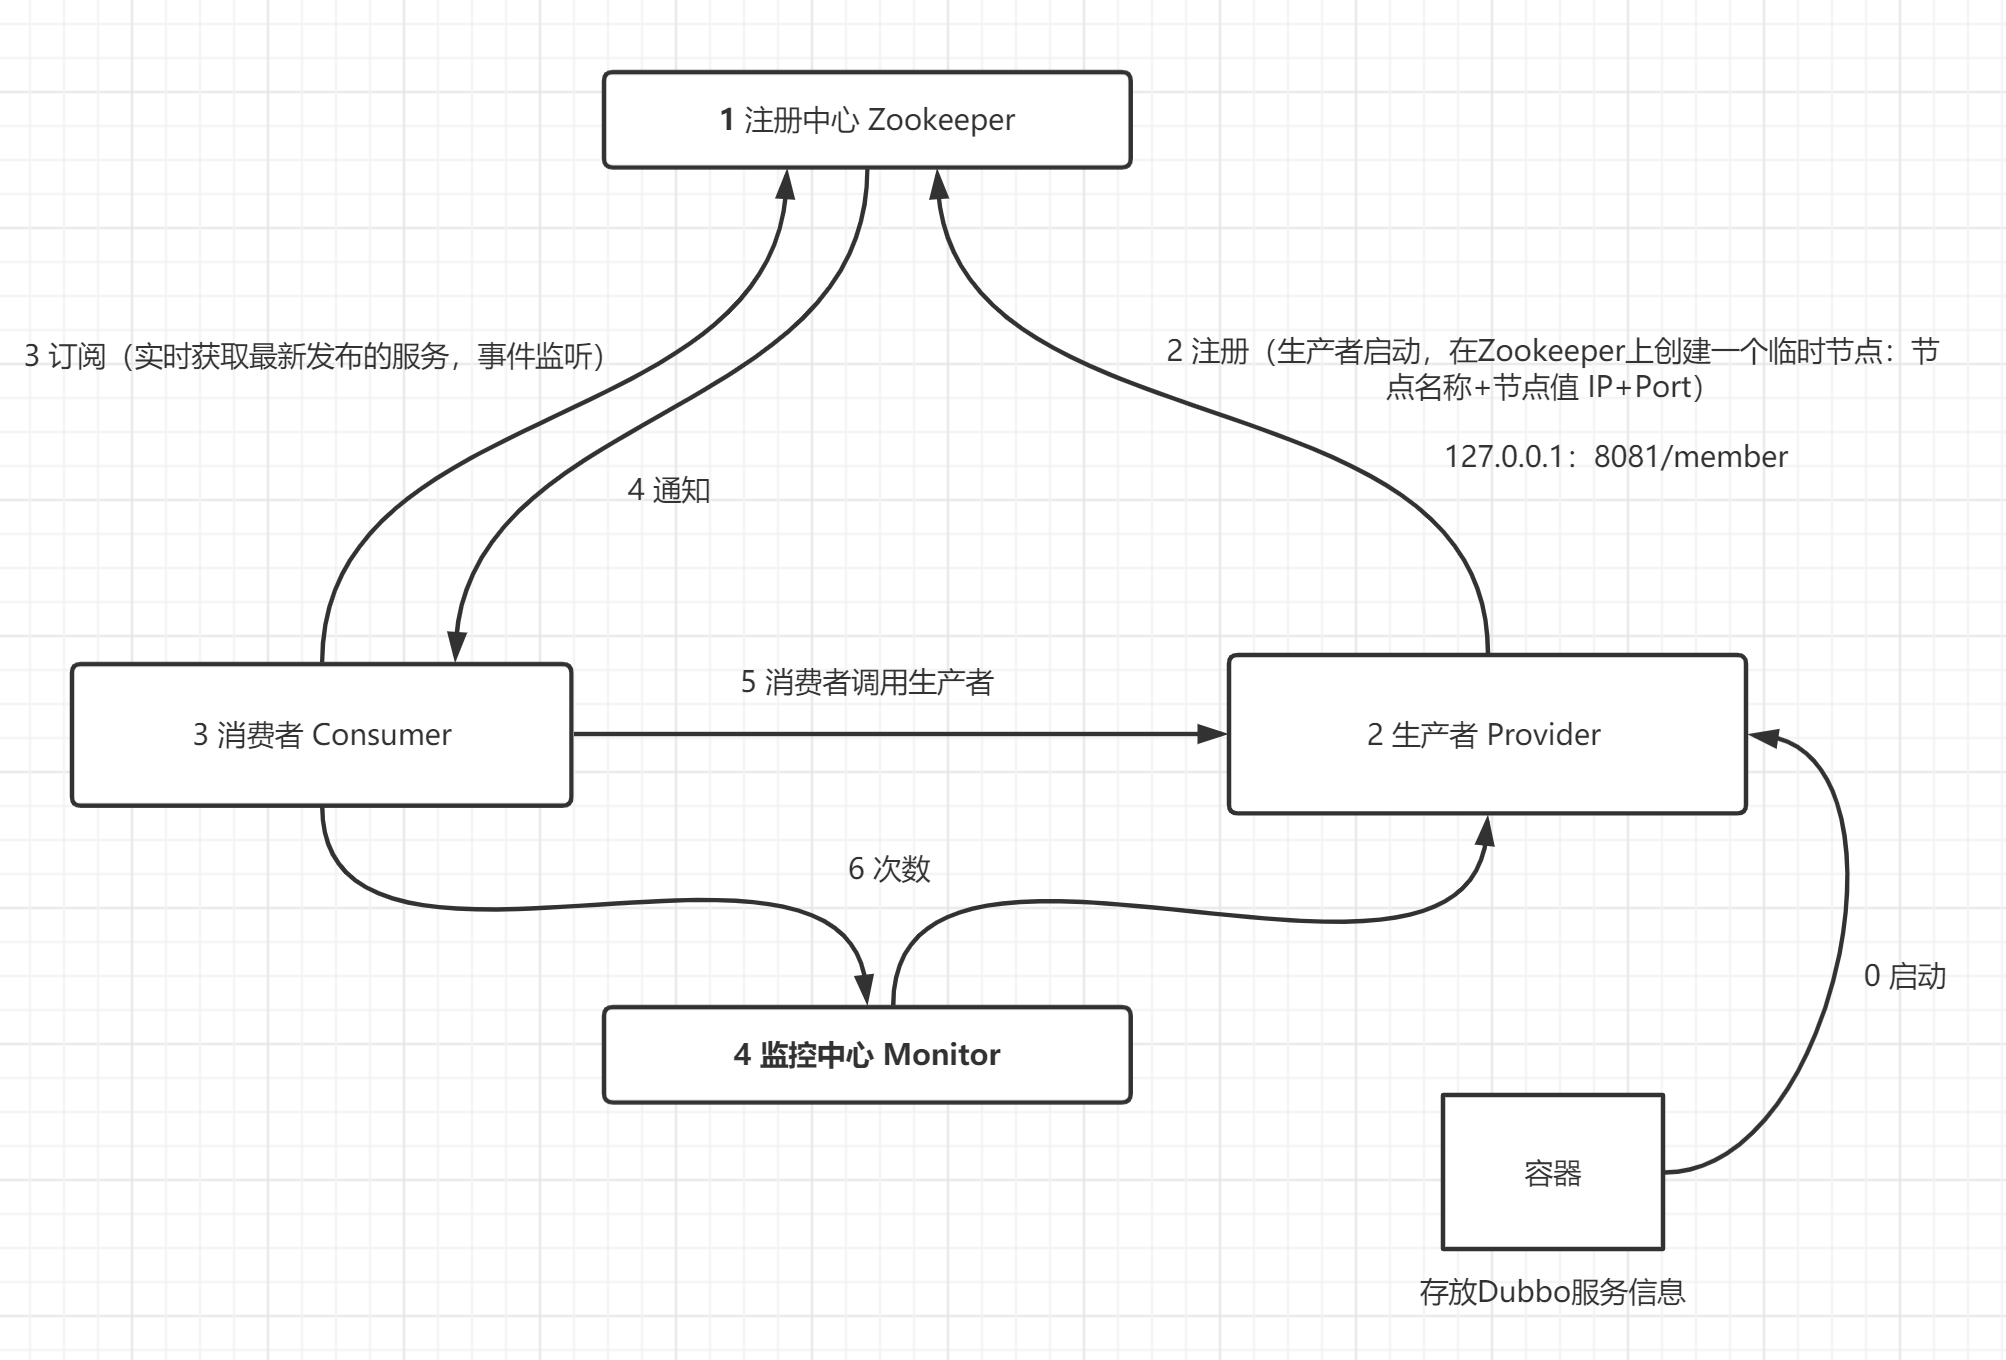 1 注册中心 Zookeeper
3 订阅（实时获取最新发布的服务，事件监听）
2 注册（生产者启动，在Zookeeper上创建一个临时节点：节
点名称+节点值 IP+Port）
127.0.0.1：8081/member
4 通知
5 消费者调用生产者
3 消费者 Consumer
2 生产者 Provider
6 次数
0 启动
4 监控中心 Monitor
容器
存放Dubbo服务信息